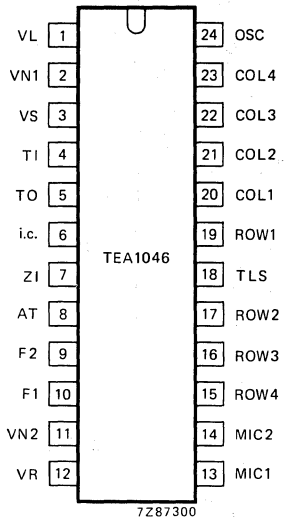 VL 1 24 OSC
VN1 2 23 COL4
VS 3 22 COL3
TI 4 21 COL2
TO 5 20 COL1
i.c. 6 19 ROW1
TEA1046
ZI 7 18 TLS
AT 8 17 ROW2
F2 9 16 ROW3
F1 10 15 ROW4
VN2 11 14 MIC2
VR 12 13 MIC1
7Z87300